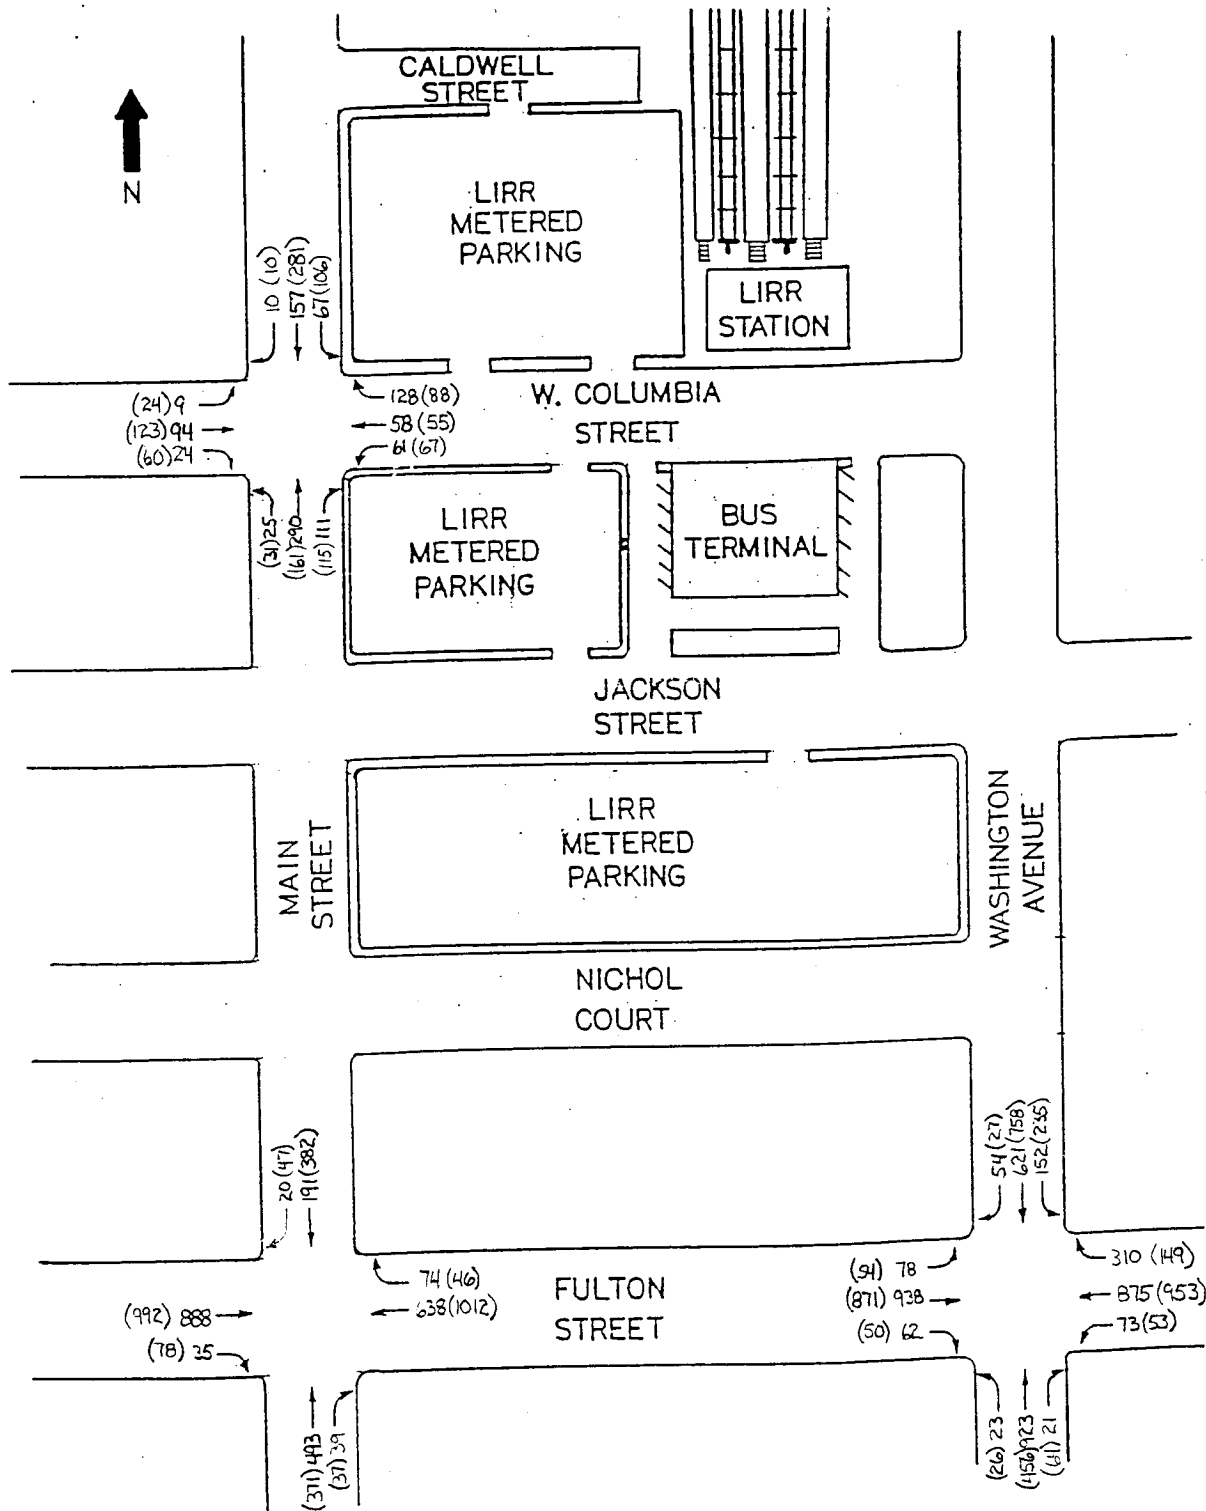 CALDWELL
STREET
N
LIRR
METERED
PARKING
LIRR
STATION
10 (10)
157 (281)
67 (106)
(24) 9
(123) 94
(60) 24
128 (88)
58 (55)
61 (67)
W. COLUMBIA
STREET
(31) 25
(161) 290
(115) 111
LIRR
METERED
PARKING
BUS
TERMINAL
JACKSON
STREET
MAIN
STREET
LIRR
METERED
PARKING
WASHINGTON
AVENUE
NICHOL
COURT
20 (47)
191 (382)
54 (27)
621 (758)
152 (235)
(992) 888
(78) 35
74 (46)
638 (1012)
FULTON
STREET
(54) 78
(871) 938
(50) 62
310 (149)
875 (953)
73 (53)
(371) 493
(37) 39
(26) 23
(456) 923
(61) 21